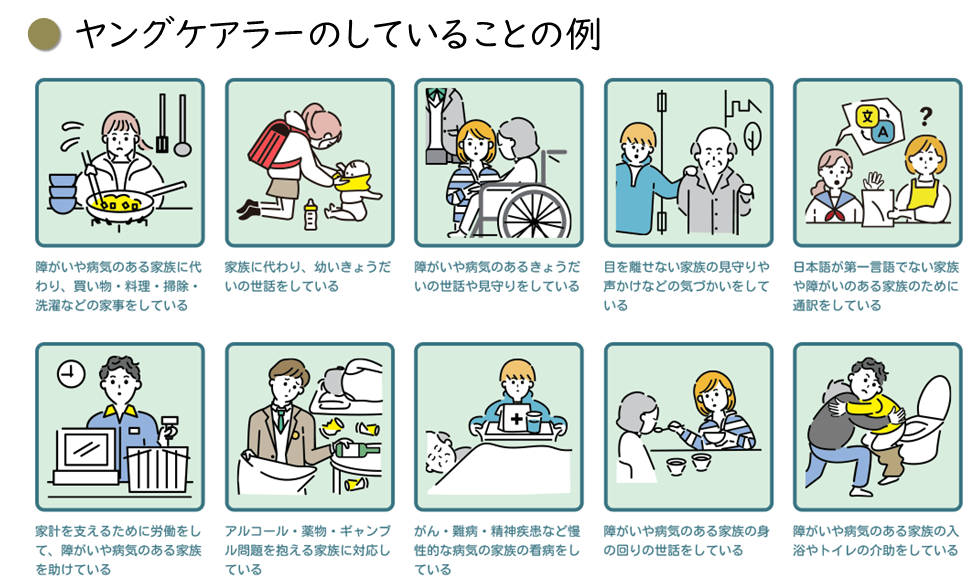 ヤングケアラーのしていることの例
文
A
?
障がいや病気のある家族に代
わり、買い物・料理・掃除・
洗濯などの家事をしている
家族に代わり、幼いきょうだ
いの世話をしている
障がいや病気のあるきょうだ
いの世話や見守りをしている
目を離せない家族の見守りや
声かけなどの気づかいをして
いる
日本語が第一言語でない家族
や障がいのある家族のために
通訳をしている
家計を支えるために労働をし
て、障がいや病気のある家族
を助けている
アルコール・薬物・ギャンブ
ル問題を抱える家族に対応し
ている
がん・難病・精神疾患など慢
性的な病気の家族の看病をし
ている
障がいや病気のある家族の身
の回りの世話をしている
障がいや病気のある家族の入
浴やトイレの介助をしている